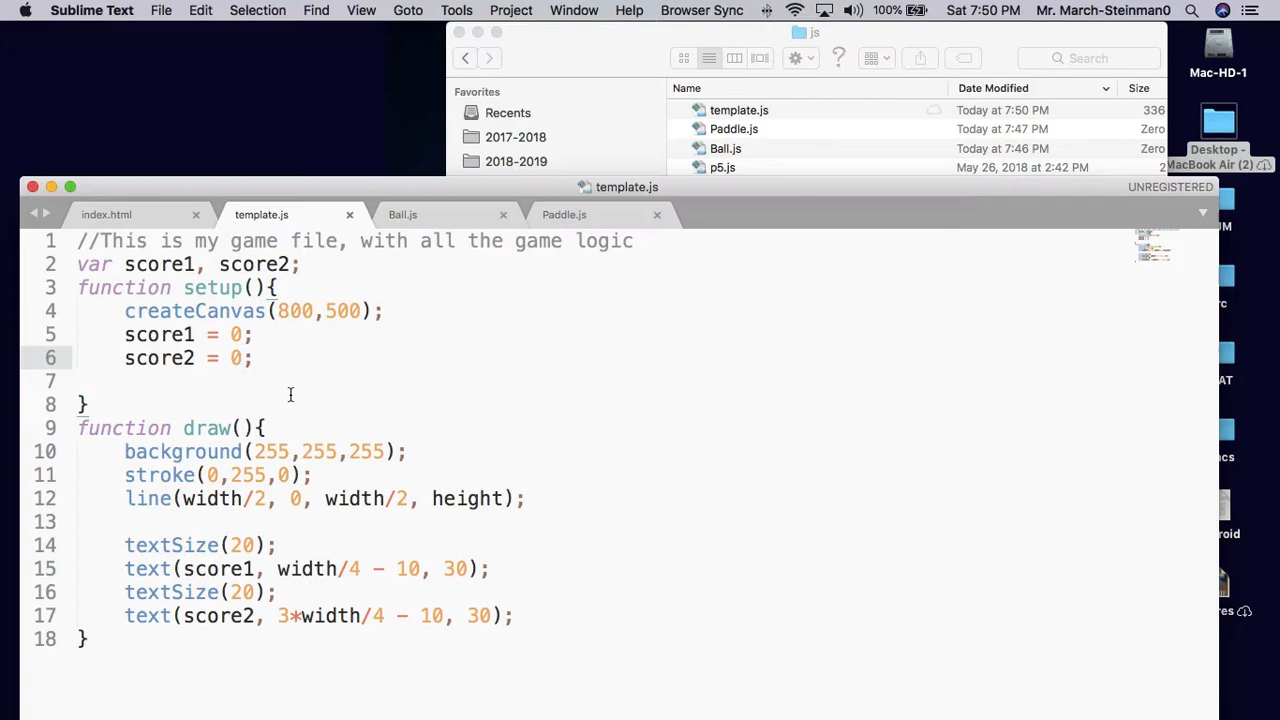 Sublime Text File Edit Selection Find View Goto Tools Project Window Help Browser Sync 100% Sat 7:50 PM Mr. March-Steinman0
js
Search
Favorites
Recents
2017-2018
2018-2019
Name Date Modified Size
template.js Today at 7:50 PM 336
Paddle.js Today at 7:47 PM Zero
Ball.js Today at 7:46 PM Zero
p5.js May 26, 2018 at 2:42 PM 2
Mac-HD-1
Desktop -
MacBook Air (2)
template.js
UNREGISTERED
index.html template.js Ball.js Paddle.js
1 //This is my game file, with all the game logic
2 var score1, score2;
3 function setup(){
4 createCanvas(800,500);
5 score1 = 0;
6 score2 = 0;
7
8 }
9 function draw(){
10 background(255,255,255);
11 stroke(0,255,0);
12 line(width/2, 0, width/2, height);
13
14 textSize(20);
15 text(score1, width/4 - 10, 30);
16 textSize(20);
17 text(score2, 3*width/4 - 10, 30);
18 }
UM
rc
AT
cs
roid
res